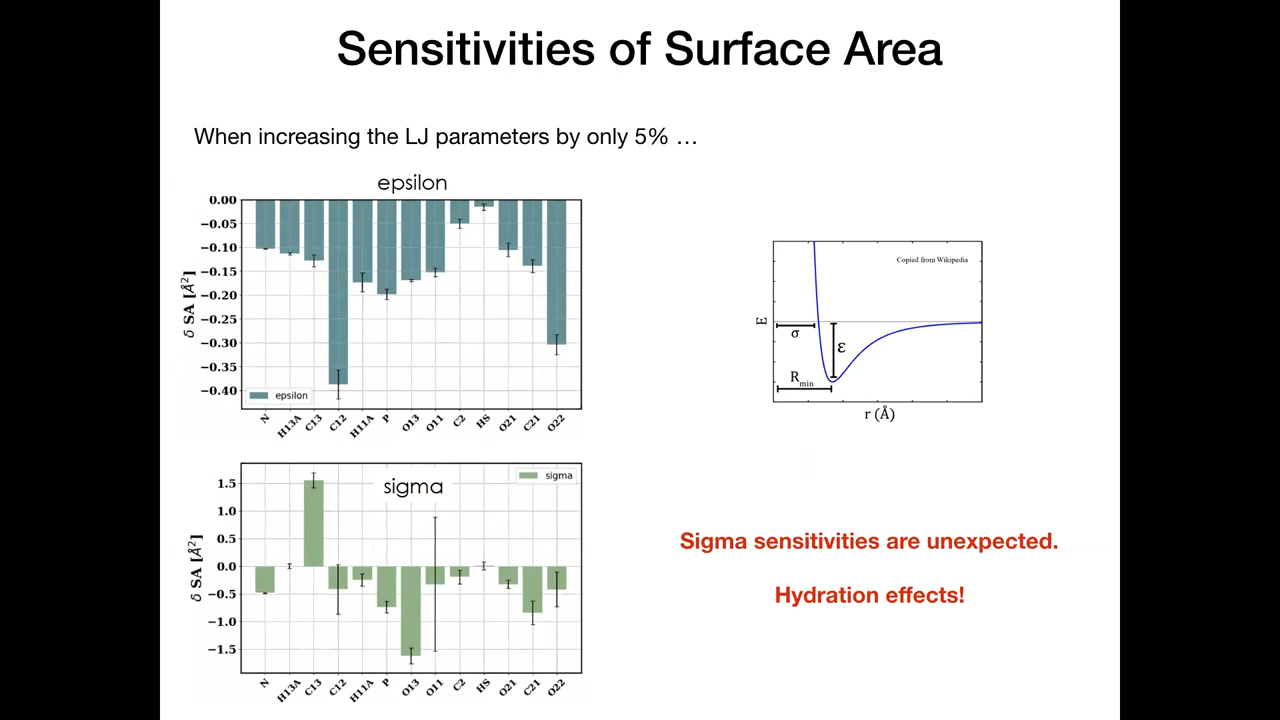 Sensitivities of Surface Area
When increasing the LJ parameters by only 5% …
epsilon
0.00
−0.05
−0.10
−0.15
−0.20
−0.25
−0.30
−0.35
−0.40
δ SA [Å²]
epsilon
N H13A C13 C12 H11A P O13 O11 C2 HS O21 C21 O22
sigma
1.5
1.0
0.5
0.0
−0.5
−1.0
−1.5
δ SA [Å²]
sigma
N H13A C13 C12 H11A P O13 O11 C2 HS O21 C21 O22
Copied from Wikipedia
E
σ
ε
Rmin
r (Å)
Sigma sensitivities are unexpected.
Hydration effects!